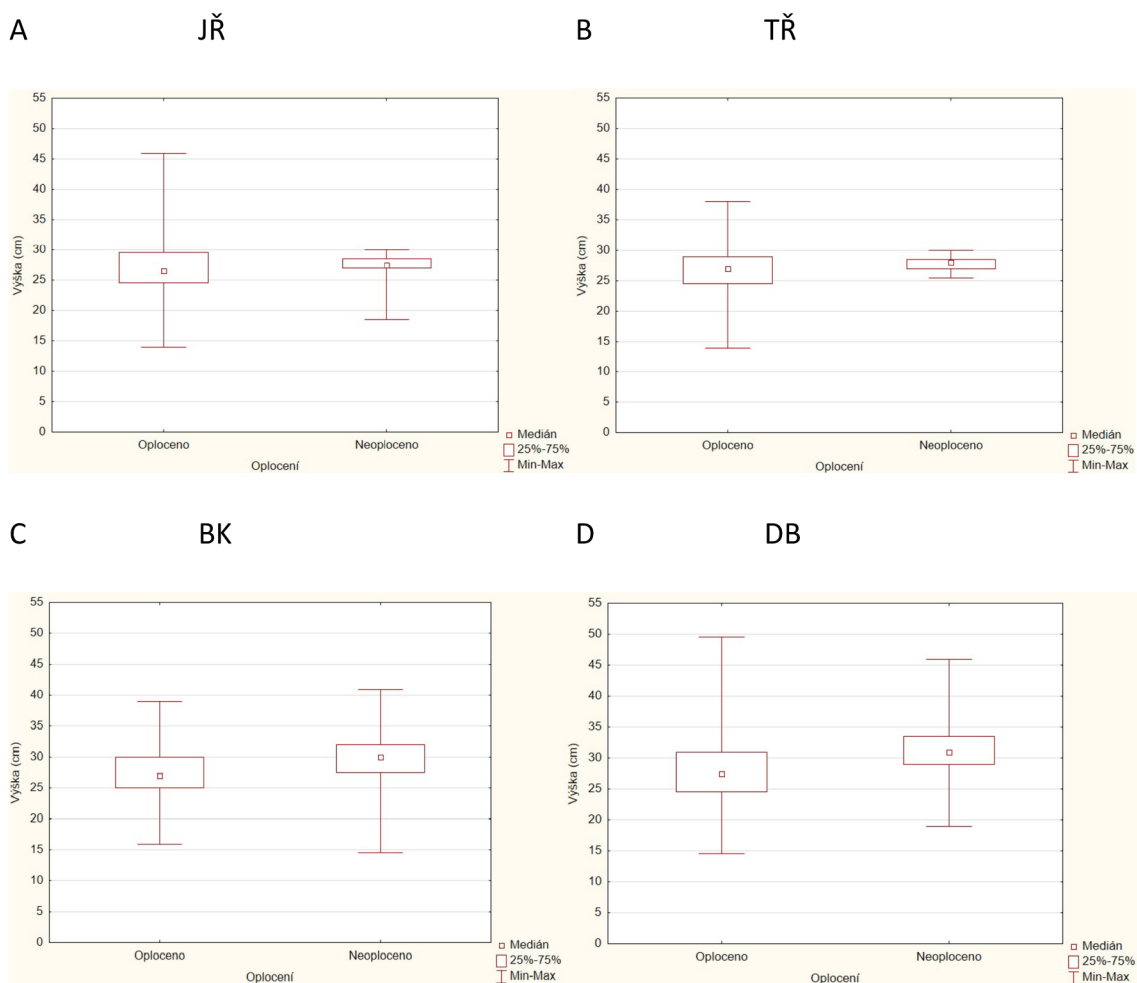 A JŘ
55
50
45
40
35
30
25
20
15
10
5
0
Výška (cm)
Oploceno Neoploceno
Oplocení
Medián
25%-75%
Min-Max
B TŘ
55
50
45
40
35
30
25
20
15
10
5
0
Výška (cm)
Oploceno Neoploceno
Oplocení
Medián
25%-75%
Min-Max
C BK
55
50
45
40
35
30
25
20
15
10
5
0
Výška (cm)
Oploceno Neoploceno
Oplocení
Medián
25%-75%
Min-Max
D DB
55
50
45
40
35
30
25
20
15
10
5
0
Výška (cm)
Oploceno Neoploceno
Oplocení
Medián
25%-75%
Min-Max